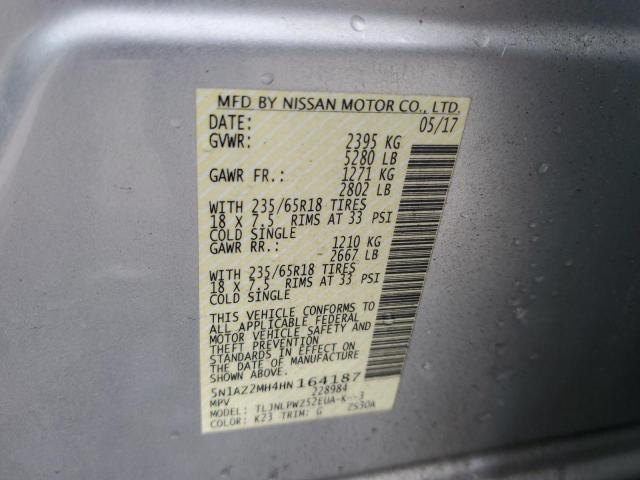 MFD BY NISSAN MOTOR CO., LTD.
DATE: 05/17
GVWR: 2395 KG
5280 LB
GAWR FR.: 1271 KG
2802 LB
WITH 235/65R18 TIRES
18 X 7.5 RIMS AT 33 PSI
COLD SINGLE
GAWR RR.: 1210 KG
2667 LB
WITH 235/65R18 TIRES
18 X 7.5 RIMS AT 33 PSI
COLD SINGLE
THIS VEHICLE CONFORMS TO
ALL APPLICABLE FEDERAL
MOTOR VEHICLE SAFETY AND
THEFT PREVENTION
STANDARDS IN EFFECT ON
THE DATE OF MANUFACTURE
SHOWN ABOVE.
5N1AZ2MH4HN164187
MPV 228984
MODEL: TLJNLPWZ52EUA-K--3
COLOR: K23 TRIM: G ZS30A